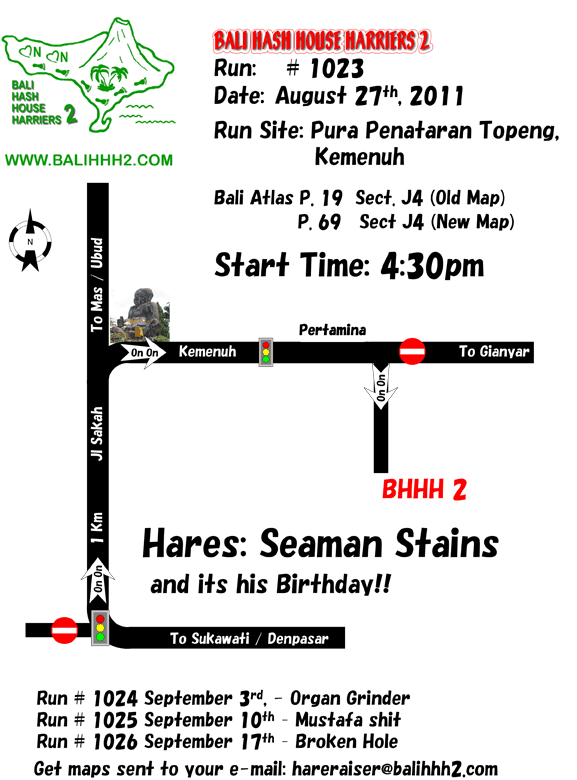 BALI HASH HOUSE HARRIERS 2
Run: # 1023
Date: August 27th, 2011
Run Site: Pura Penataran Topeng,
Kemenuh
N N
BALI
HASH
HOUSE
HARRIERS 2
WWW.BALIHHH2.COM
Bali Atlas P. 19 Sect. J4 (Old Map)
P. 69 Sect J4 (New Map)
Start Time: 4:30pm
N
To Mas / Ubud
Pertamina
On On
Kemenuh
To Gianyar
On On
Jl Sakah
BHHH 2
1 Km
Hares: Seaman Stains
and its his Birthday!!
On On
To Sukawati / Denpasar
Run # 1024 September 3rd, - Organ Grinder
Run # 1025 September 10th - Mustafa shit
Run # 1026 September 17th - Broken Hole
Get maps sent to your e-mail: hareraiser@balihhh2.com